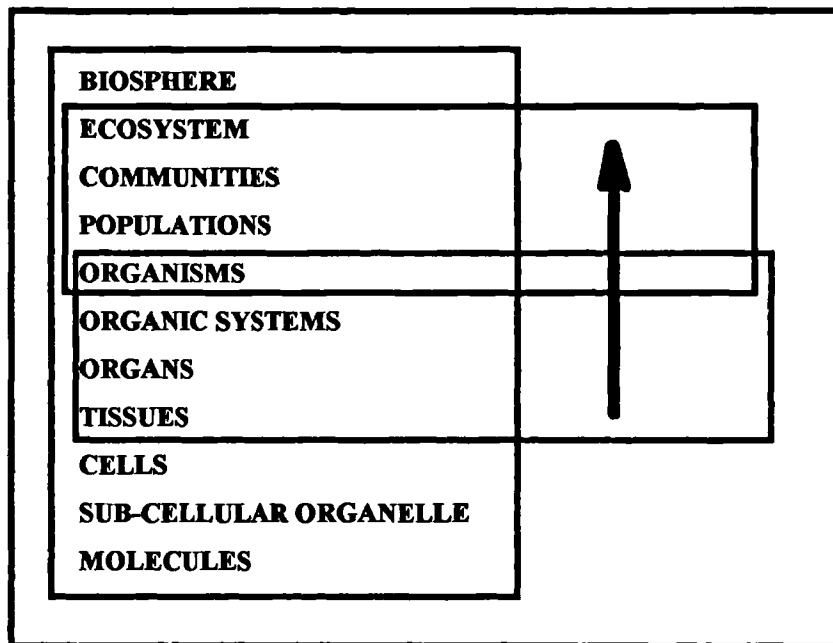 BIOSPHERE
ECOSYSTEM
COMMUNITIES
POPULATIONS
ORGANISMS
ORGANIC SYSTEMS
ORGANS
TISSUES
CELLS
SUB-CELLULAR ORGANELLE
MOLECULES